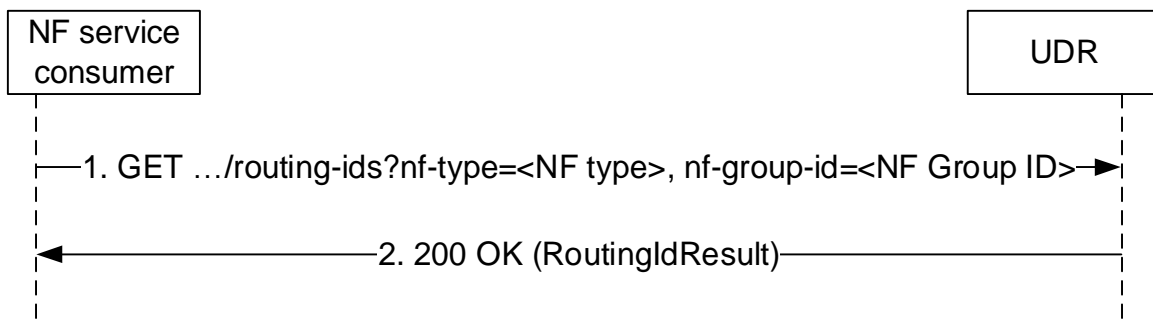 NF service
consumer
UDR
1. GET …/routing-ids?nf-type=<NF type>, nf-group-id=<NF Group ID>
2. 200 OK (RoutingIdResult)